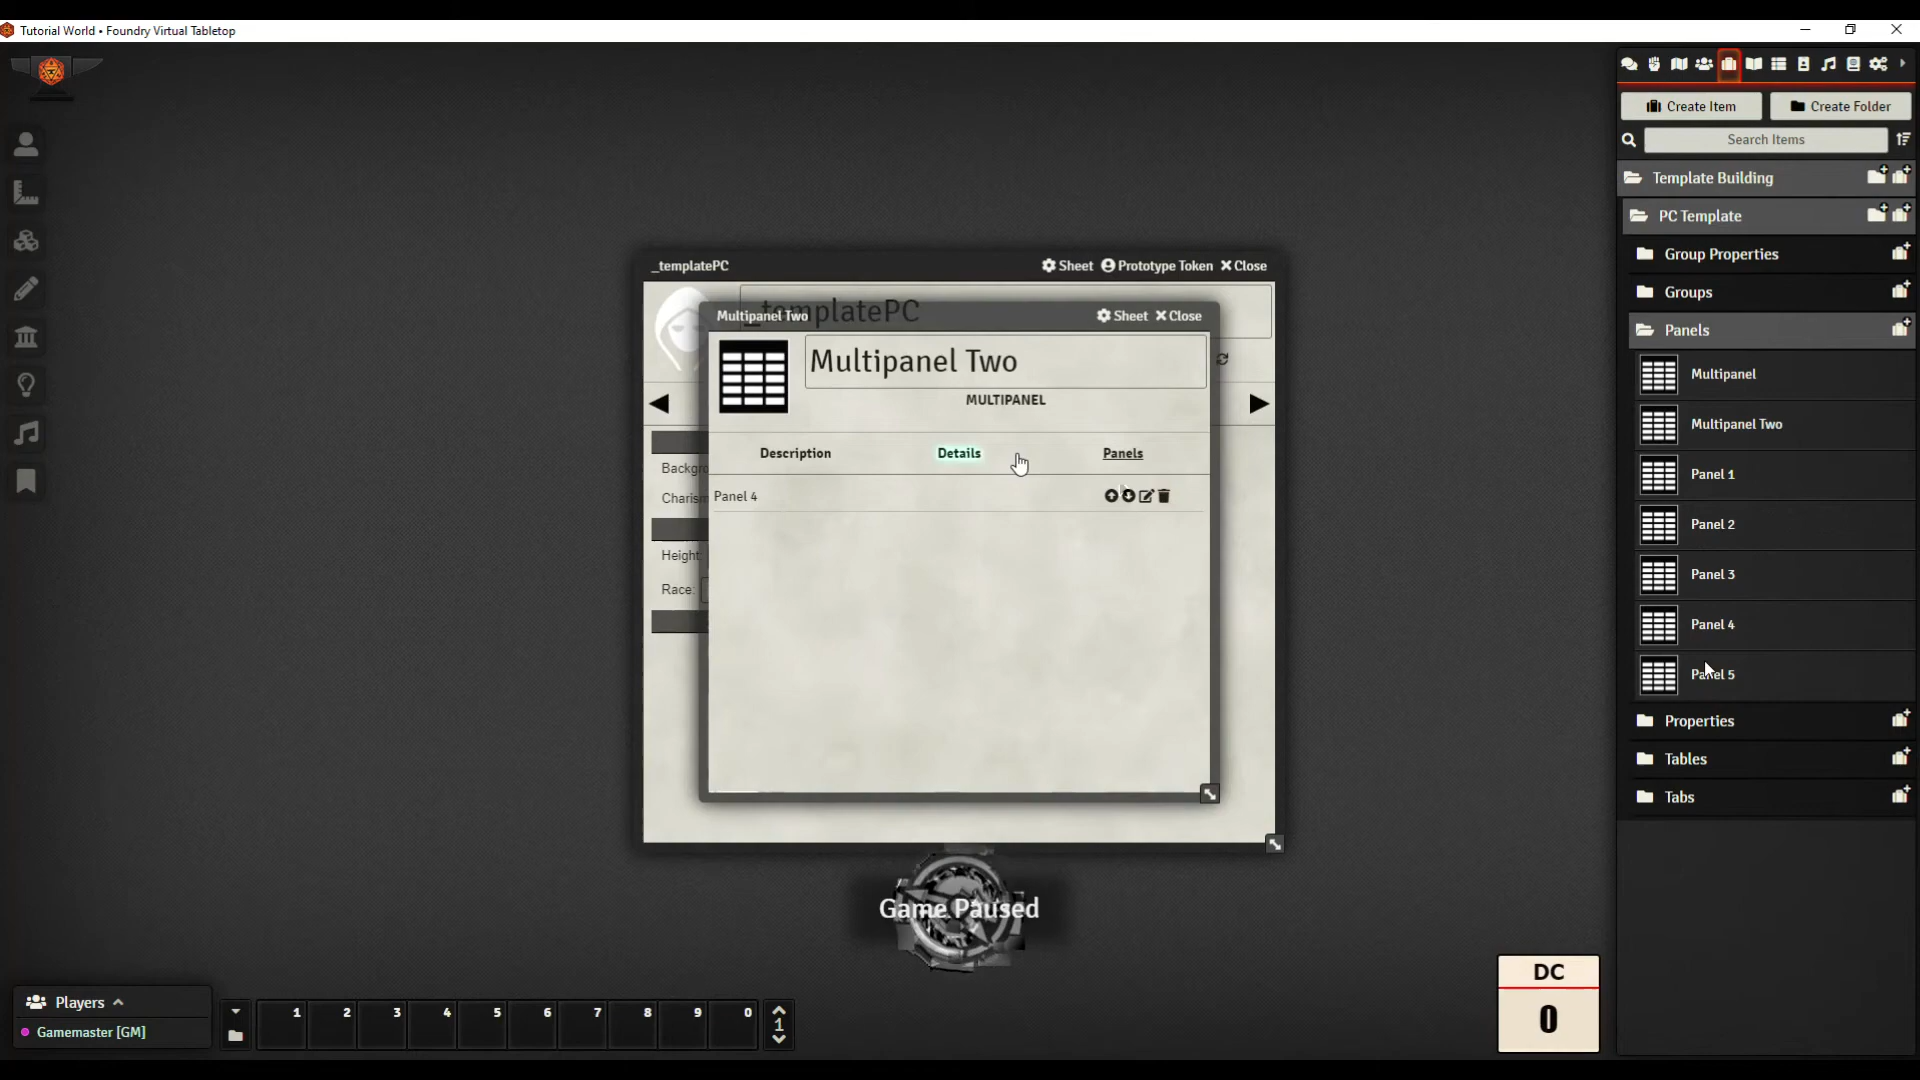 Tutorial World • Foundry Virtual Tabletop
Create Item
Create Folder
Search Items
Template Building
PC Template
Group Properties
Groups
Panels
Multipanel
Multipanel Two
Panel 1
Panel 2
Panel 3
Panel 4
Panel 5
Properties
Tables
Tabs
_templatePC
Sheet
Prototype Token
Close
_templatePC
Multipanel Two
Sheet
Close
Multipanel Two
MULTIPANEL
Description
Details
Panels
Panel 4
Height
Race:
Game Paused
DC
0
Players
Gamemaster [GM]
1 2 3 4 5 6 7 8 9 0
1